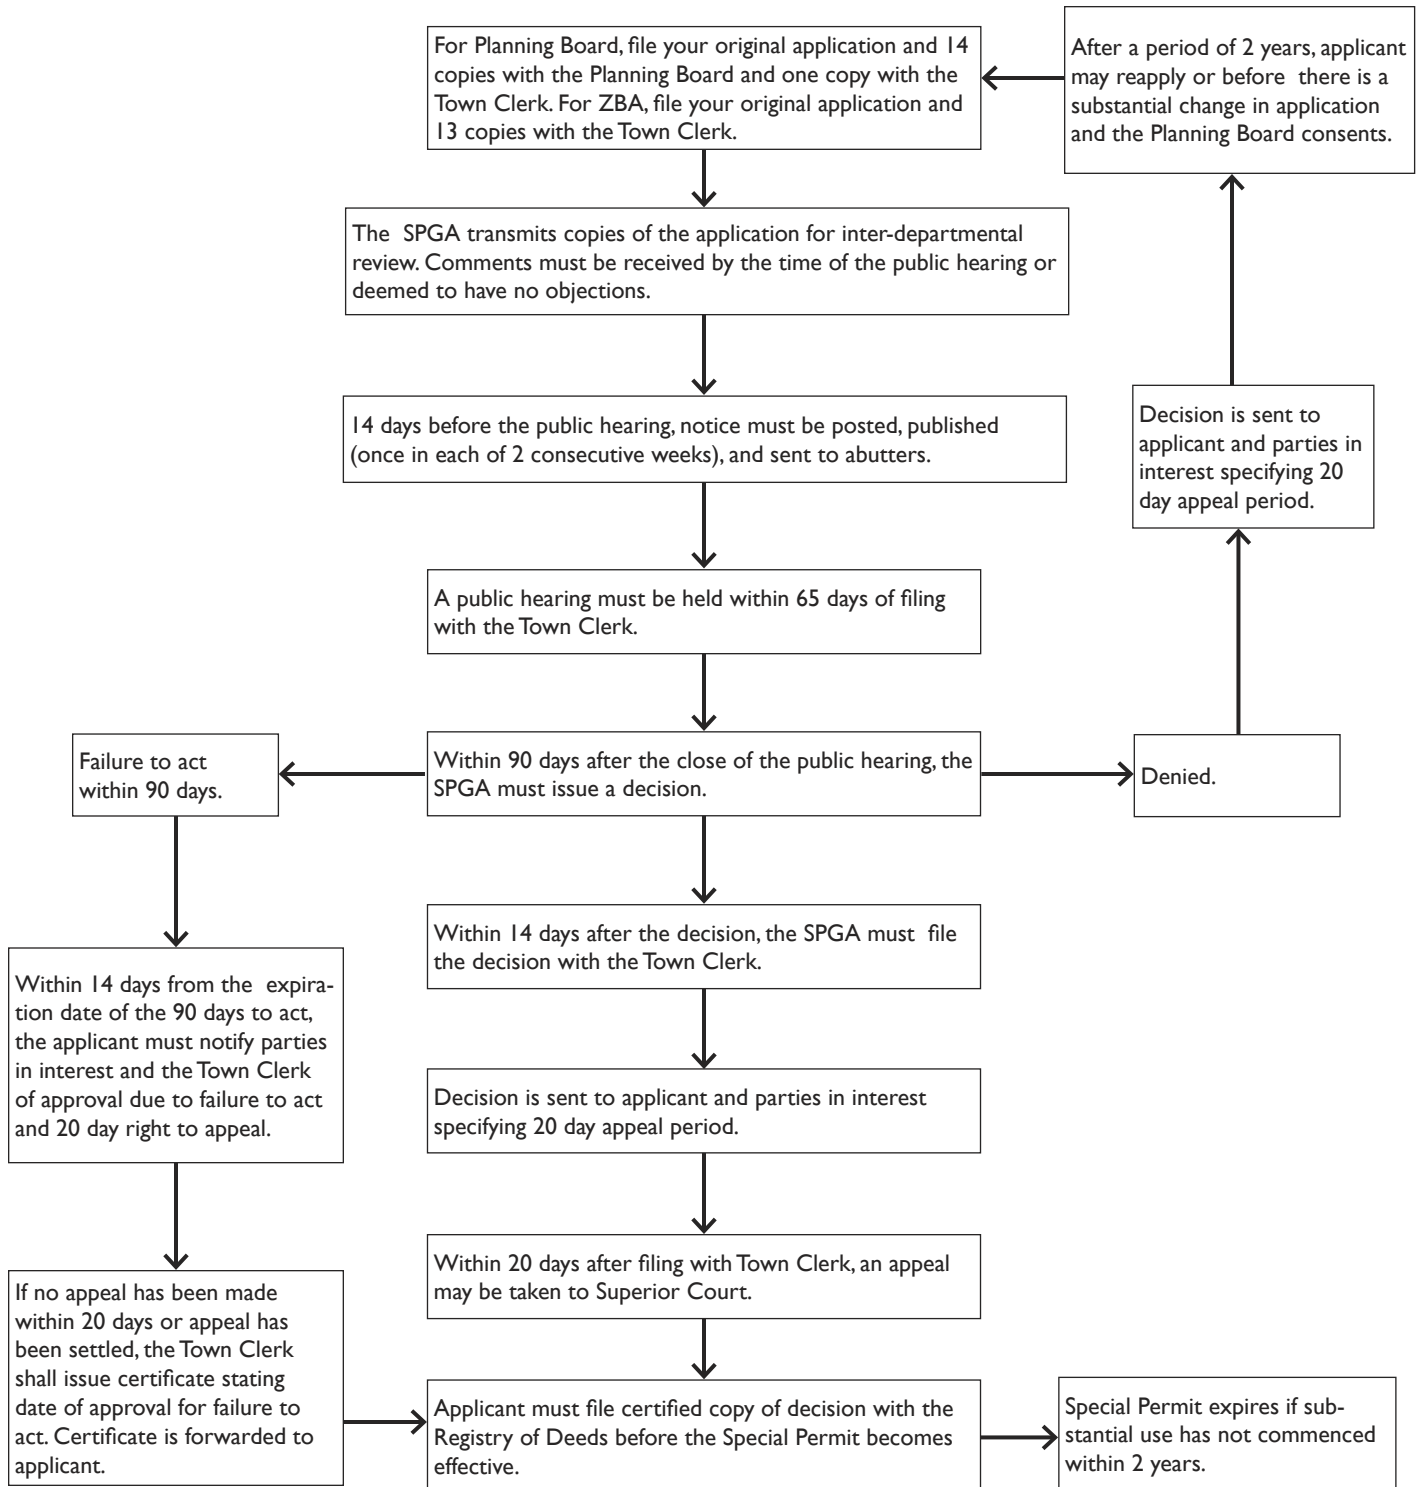 For Planning Board, file your original application and 14
copies with the Planning Board and one copy with the
Town Clerk. For ZBA, file your original application and
13 copies with the Town Clerk.
After a period of 2 years, applicant
may reapply or before there is a
substantial change in application
and the Planning Board consents.
The SPGA transmits copies of the application for inter-departmental
review. Comments must be received by the time of the public hearing or
deemed to have no objections.
14 days before the public hearing, notice must be posted, published
(once in each of 2 consecutive weeks), and sent to abutters.
Decision is sent to
applicant and parties in
interest specifying 20
day appeal period.
A public hearing must be held within 65 days of filing
with the Town Clerk.
Failure to act
within 90 days.
Within 90 days after the close of the public hearing, the
SPGA must issue a decision.
Denied.
Within 14 days after the decision, the SPGA must file
the decision with the Town Clerk.
Within 14 days from the expira-
tion date of the 90 days to act,
the applicant must notify parties
in interest and the Town Clerk
of approval due to failure to act
and 20 day right to appeal.
Decision is sent to applicant and parties in interest
specifying 20 day appeal period.
Within 20 days after filing with Town Clerk, an appeal
may be taken to Superior Court.
If no appeal has been made
within 20 days or appeal has
been settled, the Town Clerk
shall issue certificate stating
date of approval for failure to
act. Certificate is forwarded to
applicant.
Applicant must file certified copy of decision with the
Registry of Deeds before the Special Permit becomes
effective.
Special Permit expires if sub-
stantial use has not commenced
within 2 years.